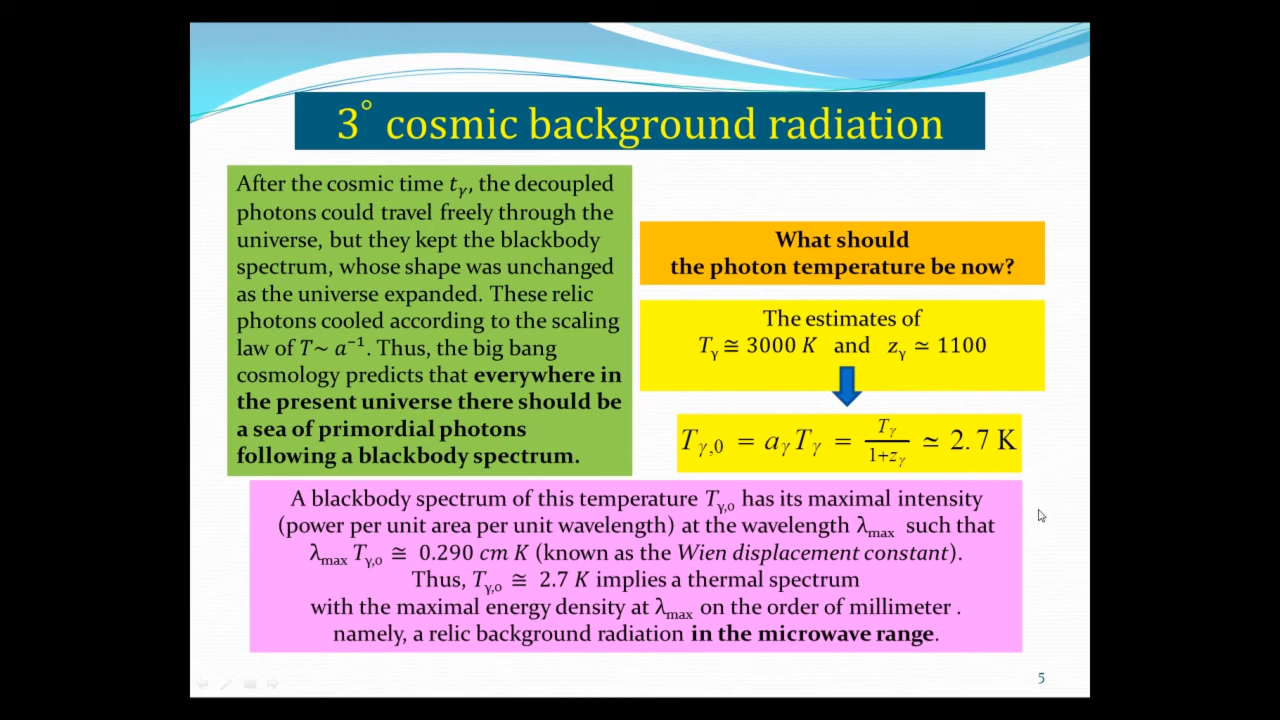 3° cosmic background radiation
After the cosmic time t_γ, the decoupled
photons could travel freely through the
universe, but they kept the blackbody
spectrum, whose shape was unchanged
as the universe expanded. These relic
photons cooled according to the scaling
law of T~ a⁻¹. Thus, the big bang
cosmology predicts that everywhere in
the present universe there should be
a sea of primordial photons
following a blackbody spectrum.
What should
the photon temperature be now?
The estimates of
T_γ ≅ 3000 K and z_γ ≃ 1100
T_γ,0 = a_γ T_γ = T_γ / 1+z_γ ≃ 2.7 K
A blackbody spectrum of this temperature T_γ,0 has its maximal intensity
(power per unit area per unit wavelength) at the wavelength λ_max such that
λ_max T_γ,0 ≅ 0.290 cm K (known as the Wien displacement constant).
Thus, T_γ,0 ≅ 2.7 K implies a thermal spectrum
with the maximal energy density at λ_max on the order of millimeter .
namely, a relic background radiation in the microwave range.
5